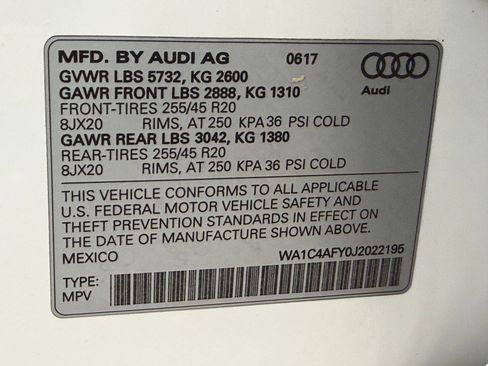 MFD. BY AUDI AG 0617
GVWR LBS 5732, KG 2600
GAWR FRONT LBS 2888, KG 1310
FRONT-TIRES 255/45 R20
8JX20 RIMS, AT 250 KPA 36 PSI COLD
GAWR REAR LBS 3042, KG 1380
REAR-TIRES 255/45 R20
8JX20 RIMS, AT 250 KPA 36 PSI COLD
Audi
THIS VEHICLE CONFORMS TO ALL APPLICABLE
U.S. FEDERAL MOTOR VEHICLE SAFETY AND
THEFT PREVENTION STANDARDS IN EFFECT ON
THE DATE OF MANUFACTURE SHOWN ABOVE.
MEXICO WA1C4AFY0J2022195
TYPE:
MPV